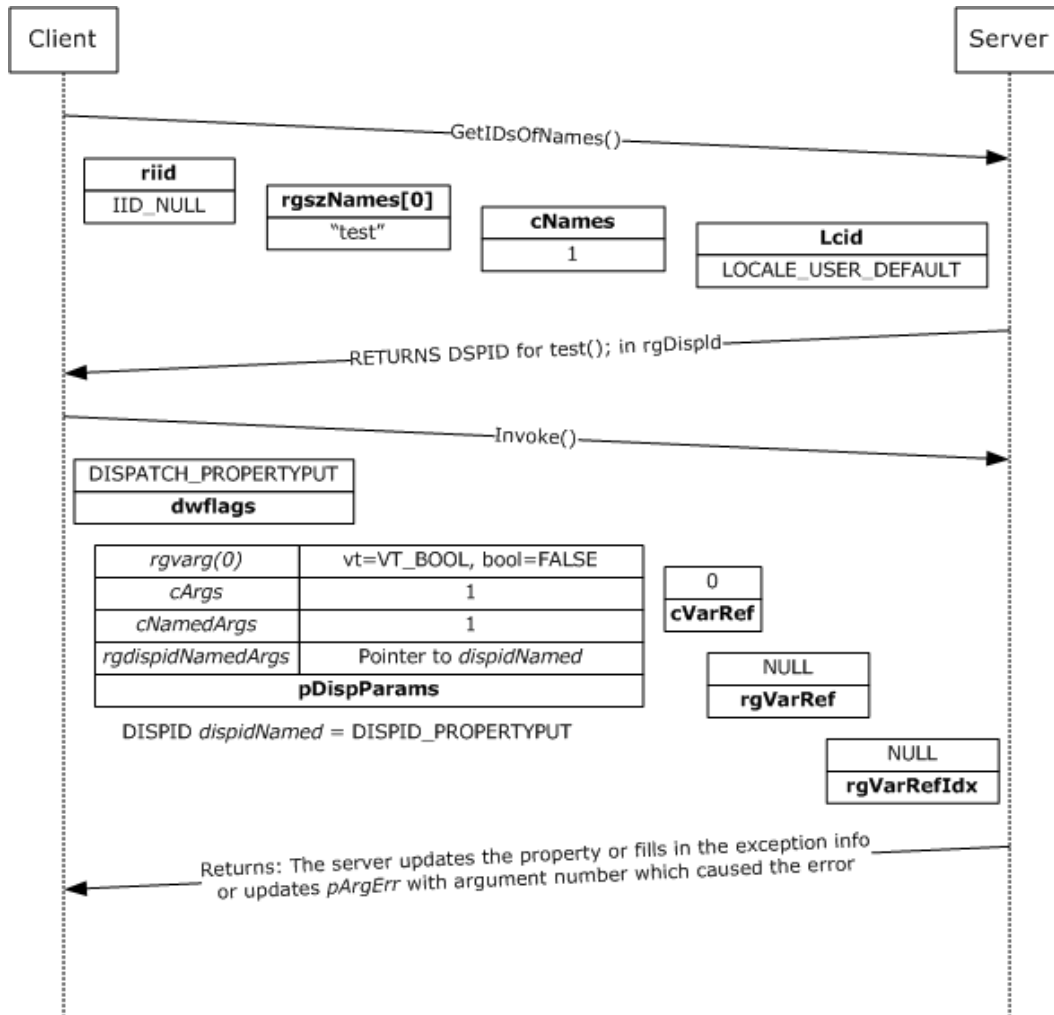 Client
Server
GetIDsOfNames()
riid
IID_NULL
rgszNames[0]
“test”
cNames
1
Lcid
LOCALE_USER_DEFAULT
RETURNS DSPID for test(); in rgDispId
Invoke()
DISPATCH_PROPERTYPUT
dwflags
rgvarg(0) vt=VT_BOOL, bool=FALSE
cArgs 1
cNamedArgs 1
rgdispidNamedArgs Pointer to dispidNamed
pDispParams
0
cVarRef
NULL
rgVarRef
DISPID dispidNamed = DISPID_PROPERTYPUT
NULL
rgVarRefIdx
Returns: The server updates the property or fills in the exception info
or updates pArgErr with argument number which caused the error